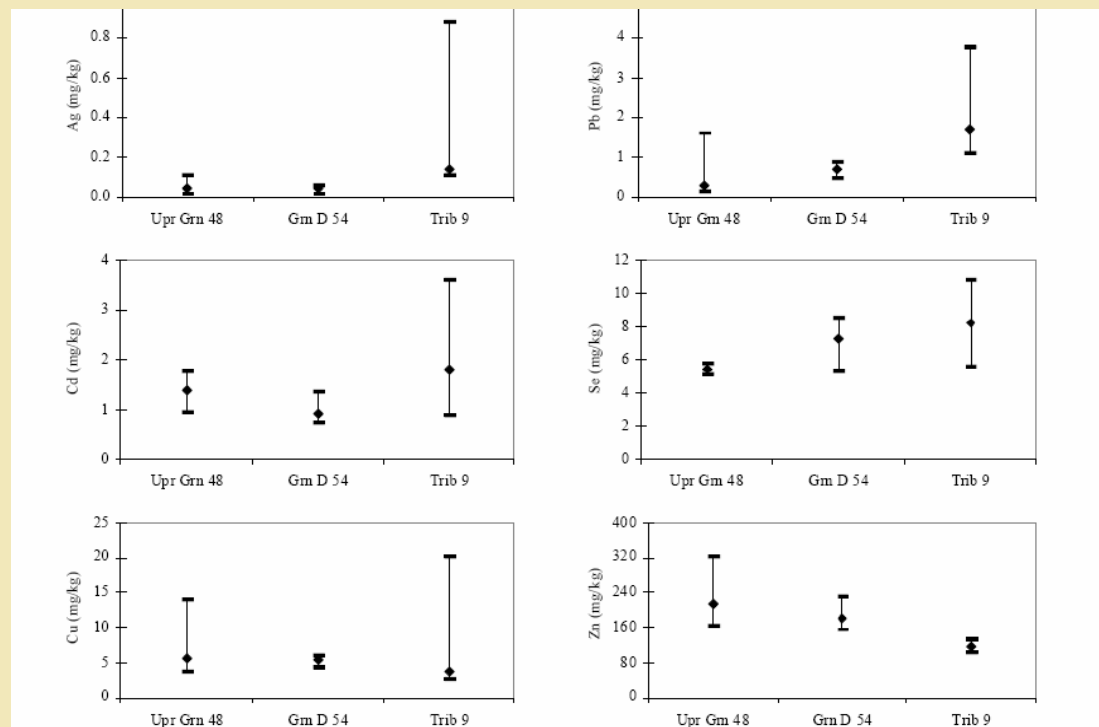 Ag (mg/kg)
0.8
0.6
0.4
0.2
0.0
Upr Grn 48 Grn D 54 Trib 9
Pb (mg/kg)
4
3
2
1
0
Upr Grn 48 Grn D 54 Trib 9
Cd (mg/kg)
4
3
2
1
0
Upr Grn 48 Grn D 54 Trib 9
Se (mg/kg)
12
10
8
6
4
2
0
Upr Grn 48 Grn D 54 Trib 9
Cu (mg/kg)
25
20
15
10
5
0
Upr Grn 48 Grn D 54 Trib 9
Zn (mg/kg)
400
320
240
160
80
0
Upr Grn 48 Grn D 54 Trib 9